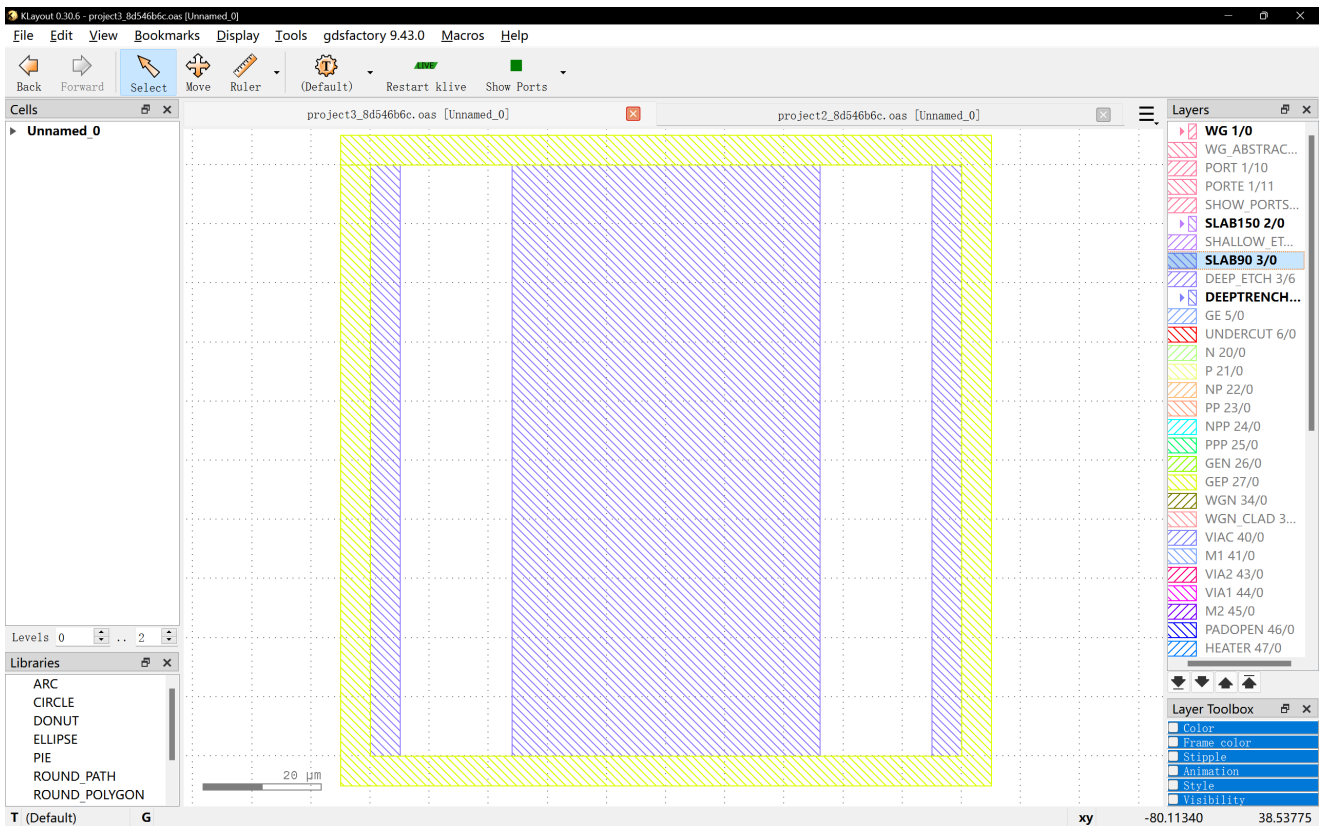 KLayout 0.30.6 - project3_8d546b6c.oas [Unnamed_0]
File Edit View Bookmarks Display Tools gdsfactory 9.43.0 Macros Help
Back Forward Select Move Ruler (Default) Restart klive Show Ports
LIVE
Cells
Unnamed_0
Levels 0 .. 2
Libraries
ARC
CIRCLE
DONUT
ELLIPSE
PIE
ROUND_PATH
ROUND_POLYGON
project3_8d546b6c.oas [Unnamed_0]
project2_8d546b6c.oas [Unnamed_0]
20 μm
Layers
WG 1/0
WG_ABSTRAC...
PORT 1/10
PORTE 1/11
SHOW_PORTS...
SLAB150 2/0
SHALLOW_ET...
SLAB90 3/0
DEEP_ETCH 3/6
DEEPTRENCH...
GE 5/0
UNDERCUT 6/0
N 20/0
P 21/0
NP 22/0
PP 23/0
NPP 24/0
PPP 25/0
GEN 26/0
GEP 27/0
WGN 34/0
WGN_CLAD 3...
VIAC 40/0
M1 41/0
VIA2 43/0
VIA1 44/0
M2 45/0
PADOPEN 46/0
HEATER 47/0
Layer Toolbox
Color
Frame color
Stipple
Animation
Style
Visibility
T (Default) G xy -80.11340 38.53775